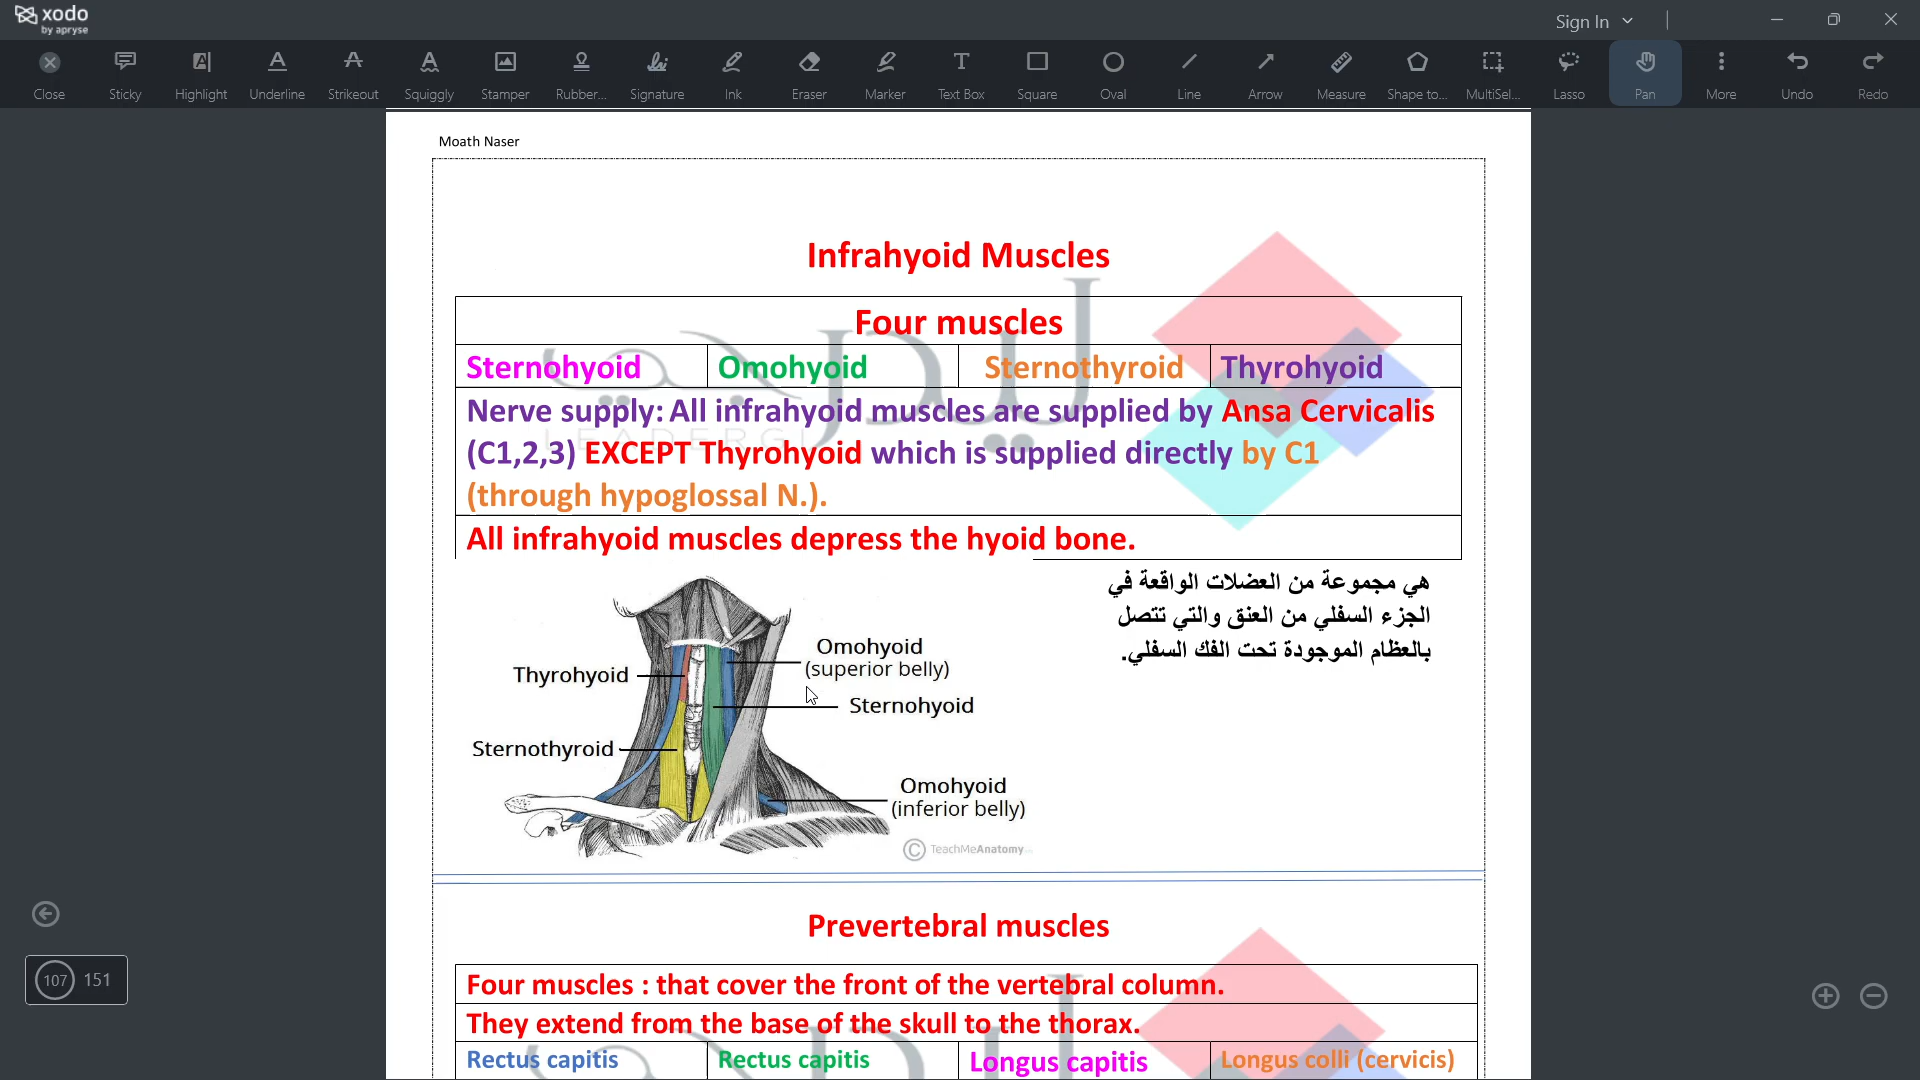 xodo
by apryse
Sign In
Close Sticky Highlight Underline Strikeout Squiggly Stamper Rubber... Signature Ink Eraser Marker Text Box Square Oval Line Arrow Measure Shape to... MultiSel... Lasso Pan More Undo Redo
Moath Naser
Infrahyoid Muscles
Four muscles
Sternohyoid Omohyoid Sternothyroid Thyrohyoid
Nerve supply: All infrahyoid muscles are supplied by Ansa Cervicalis
(C1,2,3) EXCEPT Thyrohyoid which is supplied directly by C1
(through hypoglossal N.).
All infrahyoid muscles depress the hyoid bone.
هي مجموعة من العضلات الواقعة في
الجزء السفلي من العنق والتي تتصل
بالعظام الموجودة تحت الفك السفلي.
Omohyoid
(superior belly)
Thyrohyoid
Sternohyoid
Sternothyroid
Omohyoid
(inferior belly)
© TeachMeAnatomy
Prevertebral muscles
Four muscles : that cover the front of the vertebral column.
They extend from the base of the skull to the thorax.
Rectus capitis Rectus capitis Longus capitis Longus colli (cervicis)
107 151